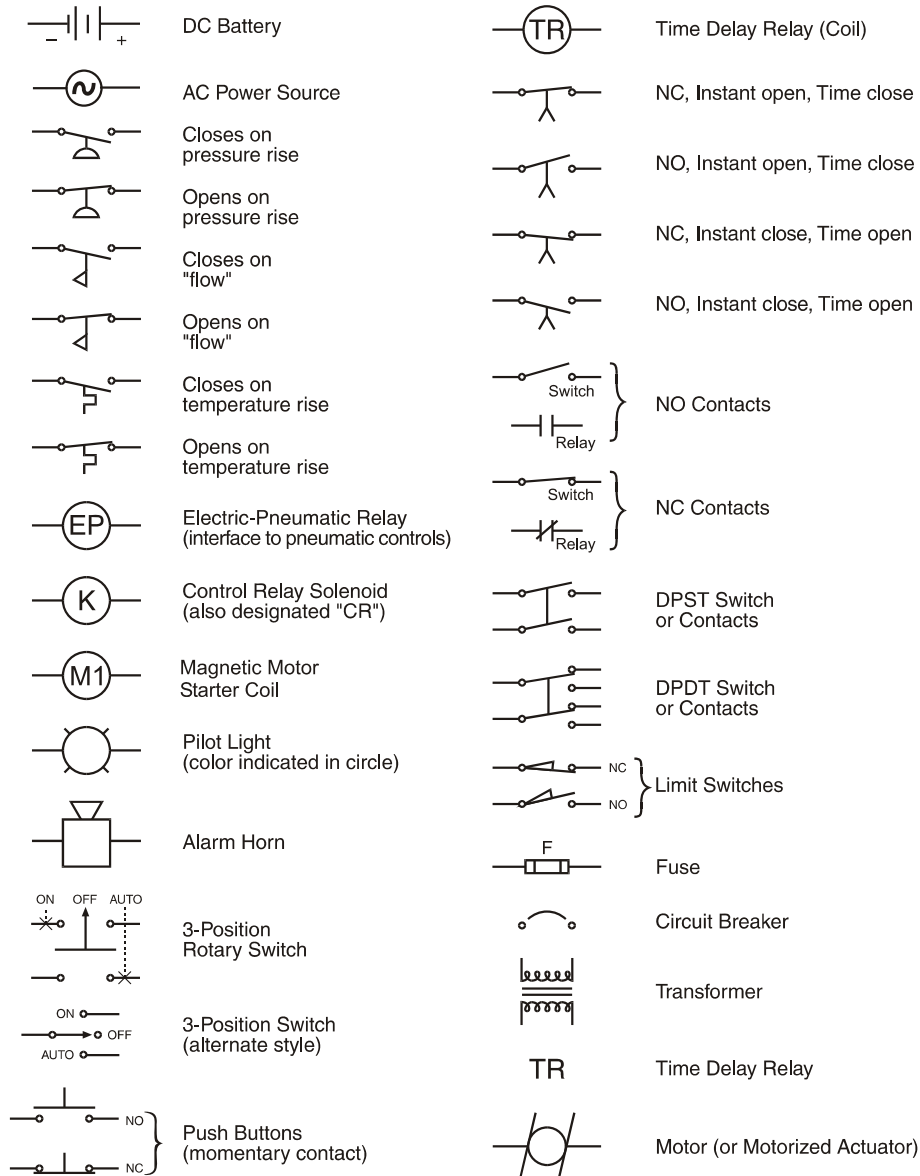 − +
DC Battery
AC Power Source
Closes on
pressure rise
Opens on
pressure rise
Closes on
"flow"
Opens on
"flow"
Closes on
temperature rise
Opens on
temperature rise
EP
Electric-Pneumatic Relay
(interface to pneumatic controls)
K
Control Relay Solenoid
(also designated "CR")
M1
Magnetic Motor
Starter Coil
Pilot Light
(color indicated in circle)
Alarm Horn
ON OFF AUTO
3-Position
Rotary Switch
ON
OFF
AUTO
3-Position Switch
(alternate style)
NO
NC
Push Buttons
(momentary contact)
TR
Time Delay Relay (Coil)
NC, Instant open, Time close
NO, Instant open, Time close
NC, Instant close, Time open
NO, Instant close, Time open
Switch
Relay
NO Contacts
Switch
Relay
NC Contacts
DPST Switch
or Contacts
DPDT Switch
or Contacts
NC
NO
Limit Switches
F
Fuse
Circuit Breaker
Transformer
TR
Time Delay Relay
Motor (or Motorized Actuator)